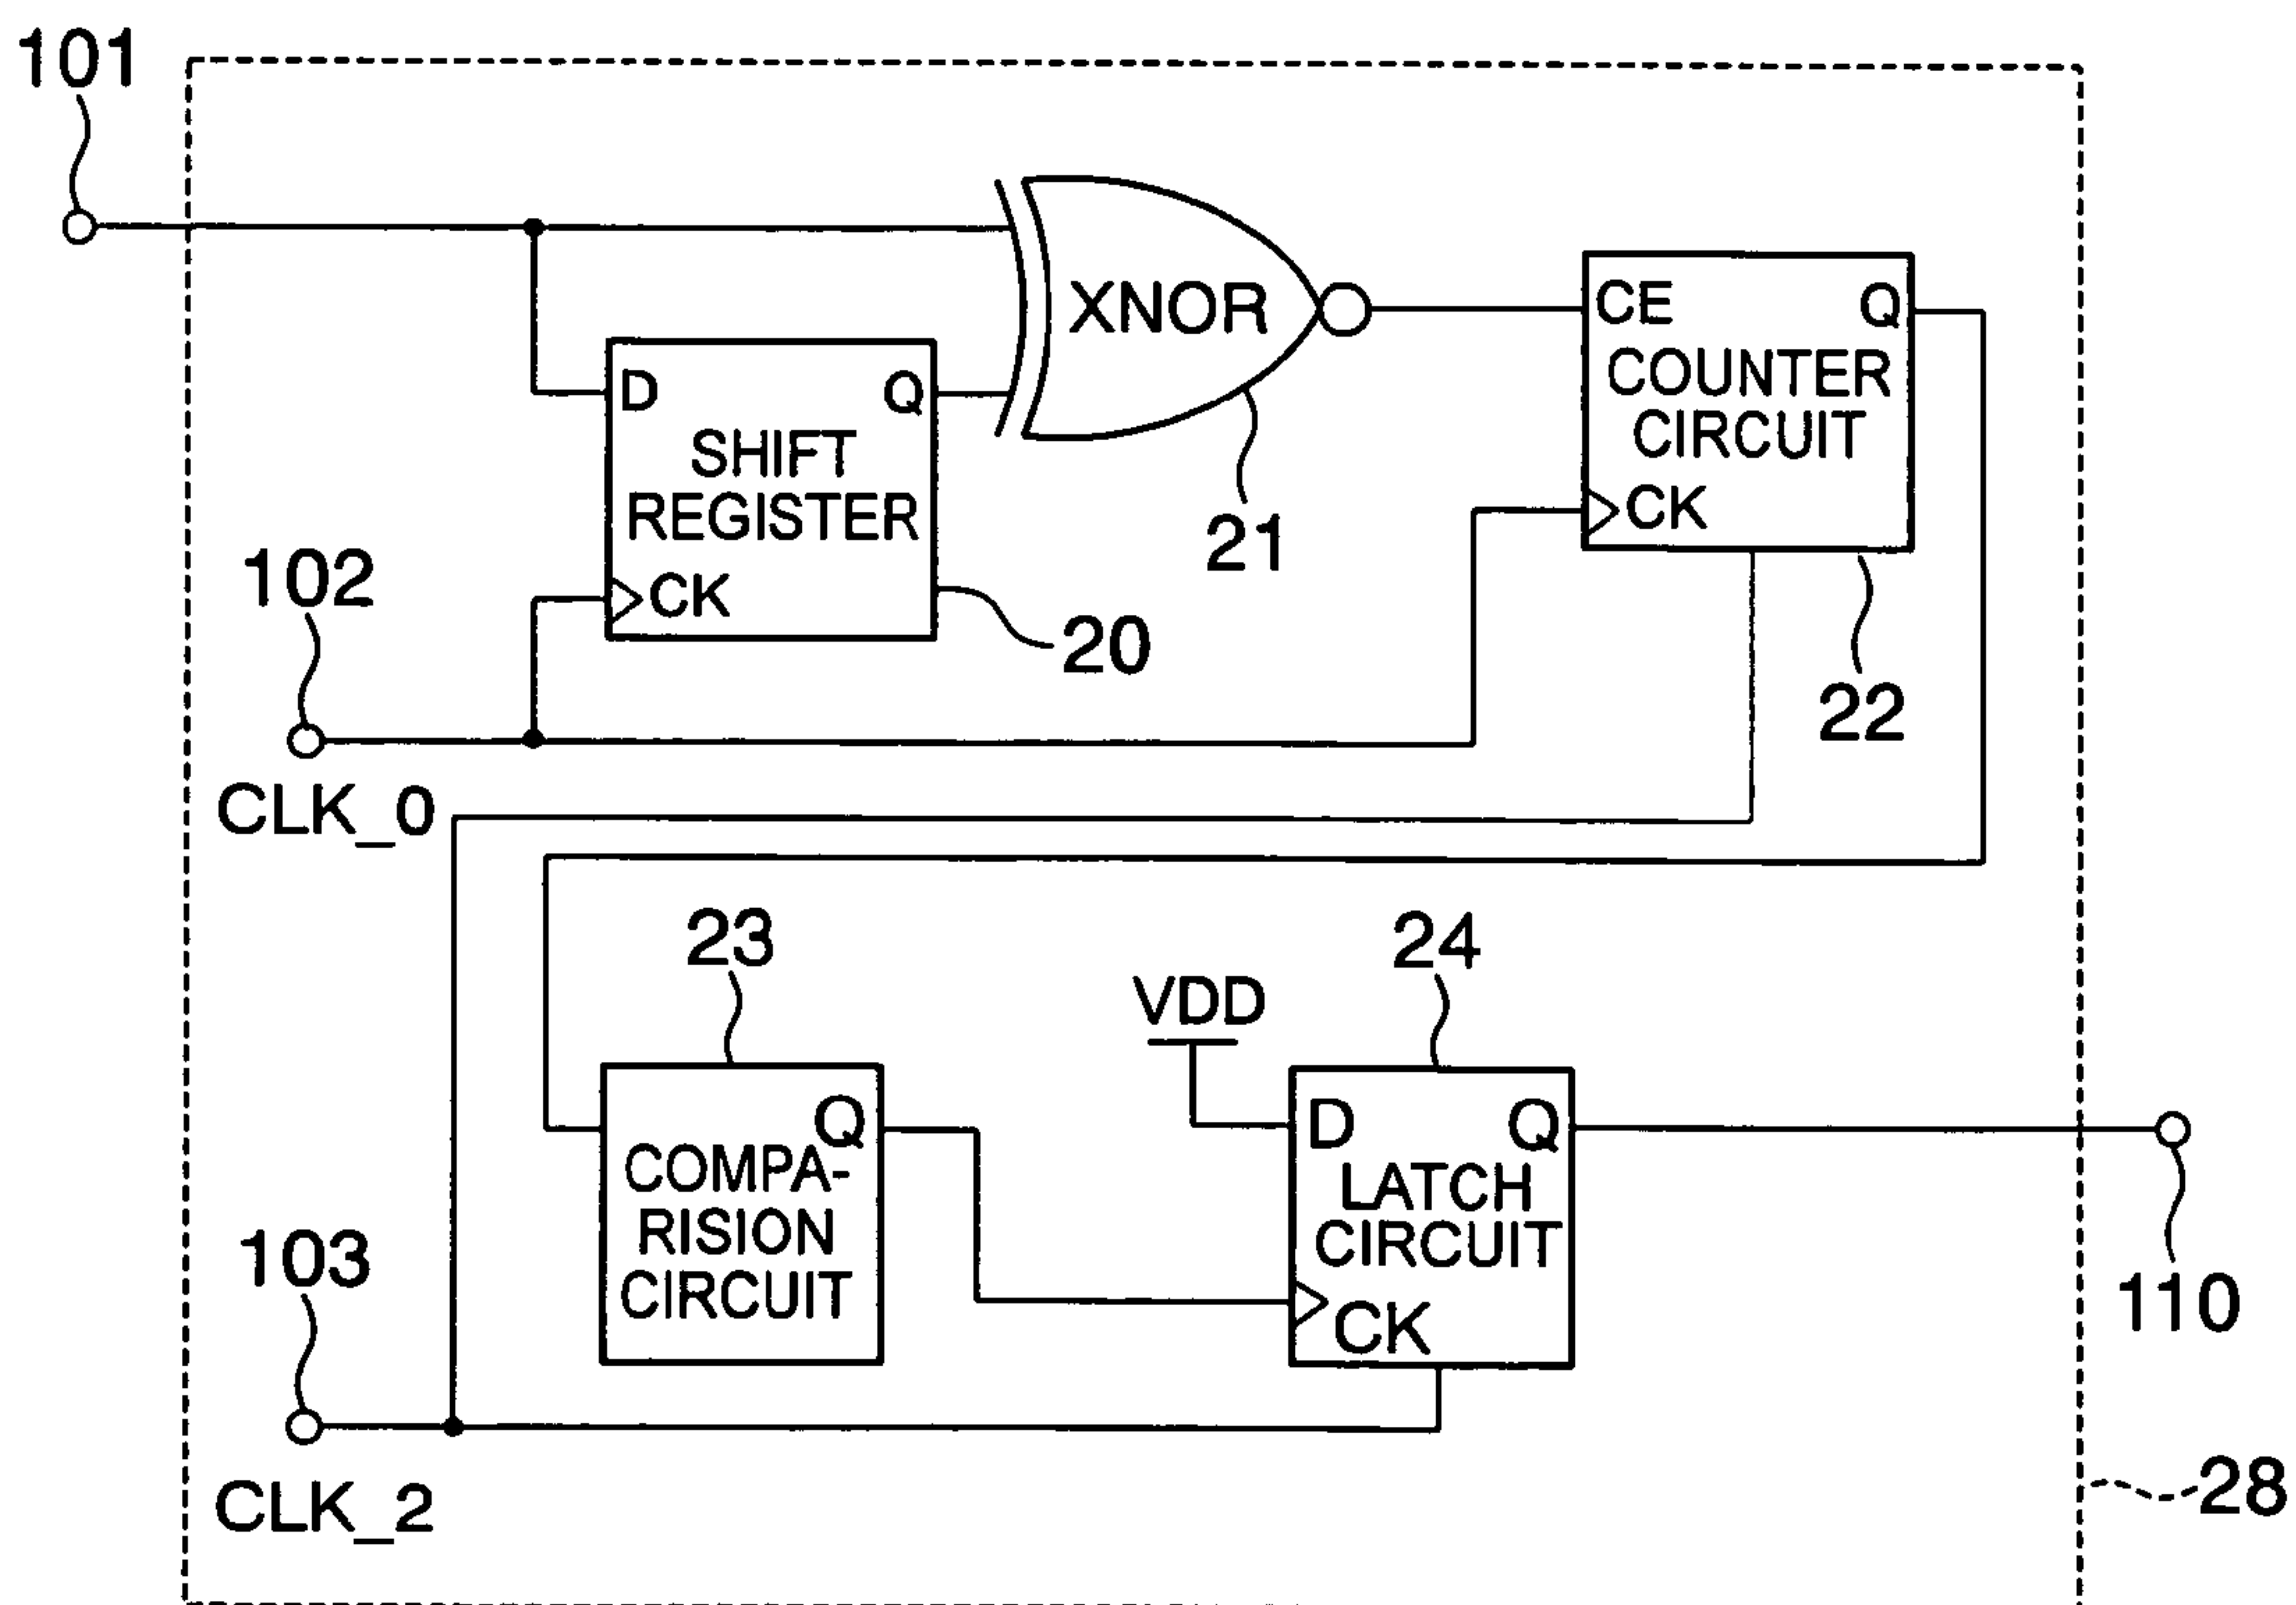 101
XNOR
CE
Q
COUNTER
CIRCUIT
CK
D
Q
SHIFT
REGISTER
CK
21
102
20
22
CLK_0
23
24
VDD
Q
COMPA-
RISION
CIRCUIT
D
Q
LATCH
CIRCUIT
CK
103
110
CLK_2
28